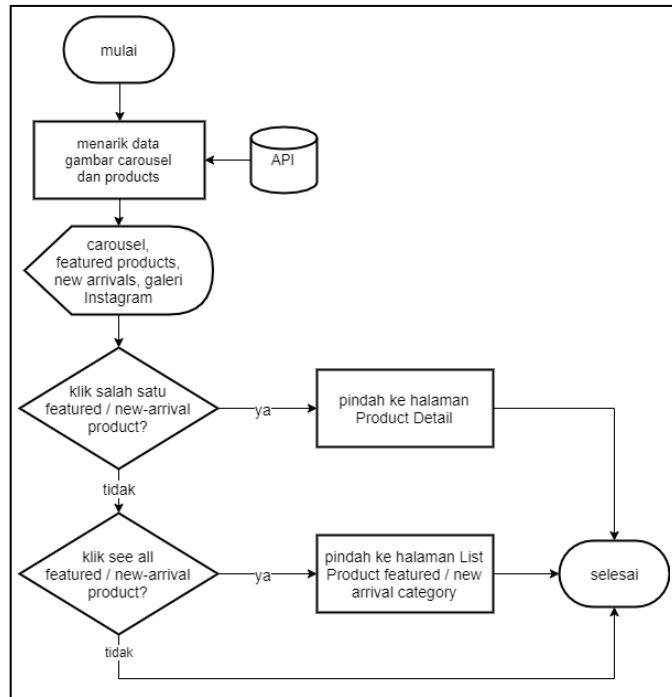 mulai
menarik data
gambar carousel
dan products
API
carousel,
featured products,
new arrivals, galeri
Instagram
klik salah satu
featured / new-arrival
product?
ya
pindah ke halaman
Product Detail
tidak
klik see all
featured / new-arrival
product?
ya
pindah ke halaman List
Product featured / new
arrival category
selesai
tidak